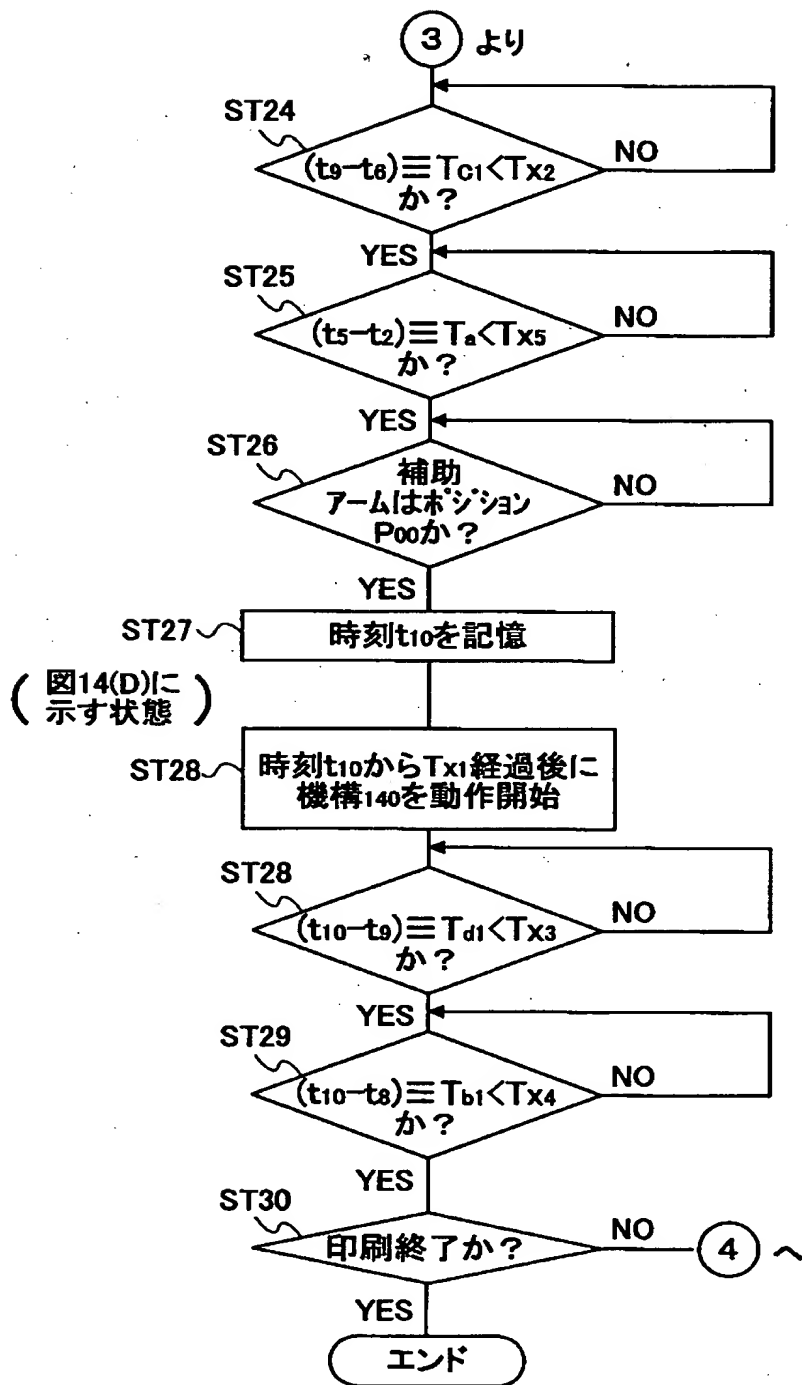 3 より
ST24
(t9−t6)≡TC1<TX2
か？
NO
YES
ST25
(t5−t2)≡Ta<TX5
か？
NO
YES
ST26
補助
アームはポジション
P00か？
NO
YES
ST27
時刻t10を記憶
(図14(D)に
示す状態)
ST28
時刻t10からTX1経過後に
機構140を動作開始
ST28
(t10−t9)≡Td1<TX3
か？
NO
YES
ST29
(t10−t8)≡Tb1<TX4
か？
NO
YES
ST30
印刷終了か？
NO
4 へ
YES
エンド